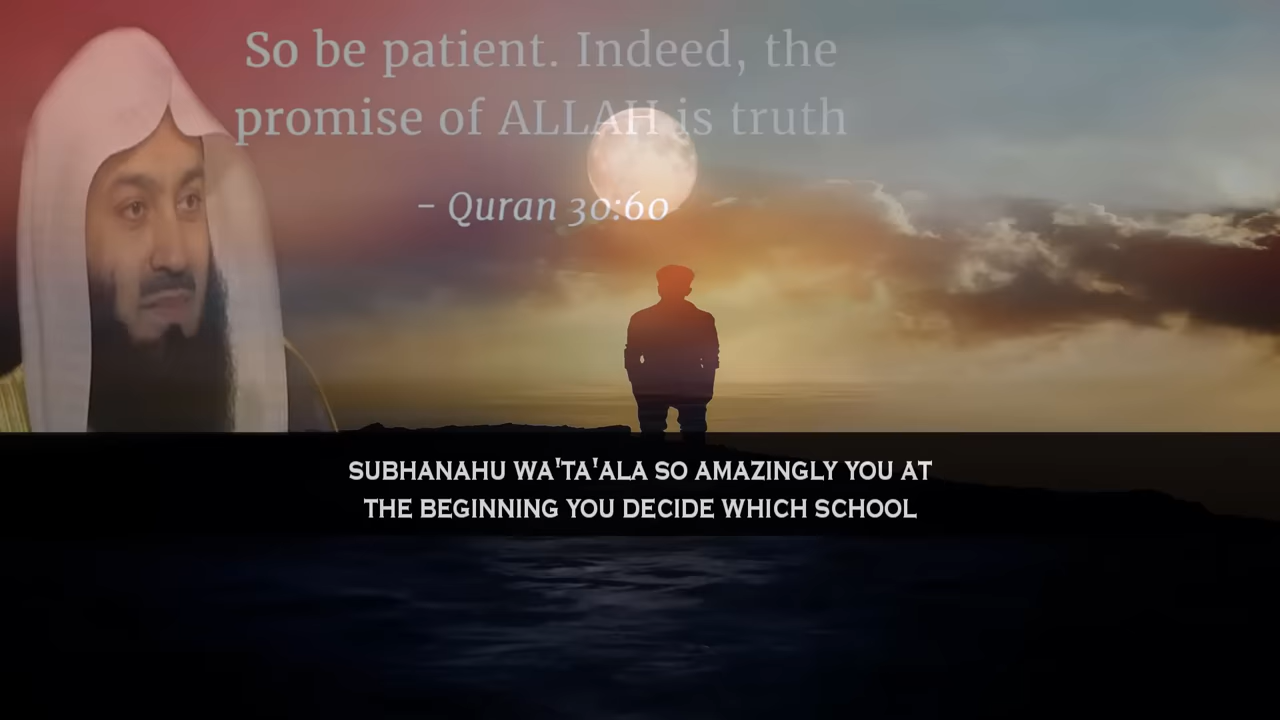 So be patient. Indeed, the
promise of ALLAH is truth
– Quran 30:60
SUBHANAHU WA'TA'ALA SO AMAZINGLY YOU AT
THE BEGINNING YOU DECIDE WHICH SCHOOL